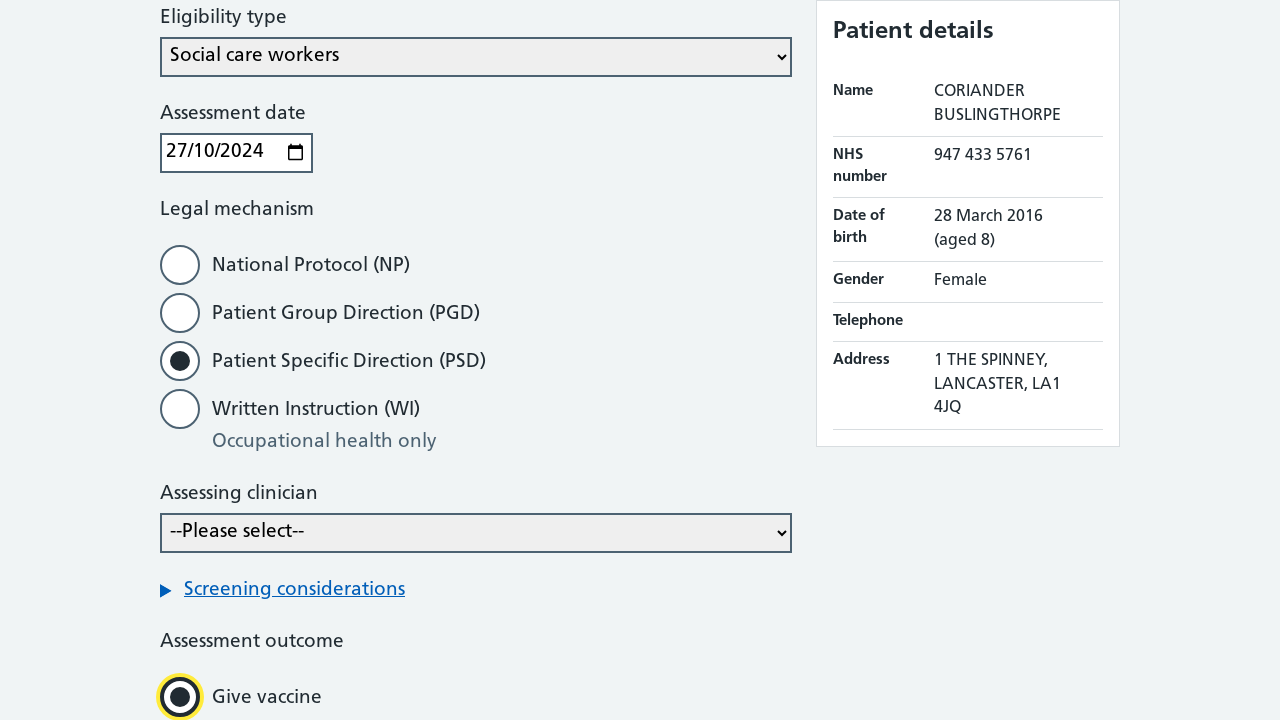 Eligibility type
Social care workers
Assessment date
27/10/2024
Legal mechanism
National Protocol (NP)
Patient Group Direction (PGD)
Patient Specific Direction (PSD)
Written Instruction (WI)
Occupational health only
Assessing clinician
--Please select--
Screening considerations
Assessment outcome
Give vaccine
Patient details
Name CORIANDER
BUSLINGTHORPE
NHS 947 433 5761
number
Date of 28 March 2016
birth (aged 8)
Gender Female
Telephone
Address 1 THE SPINNEY,
LANCASTER, LA1
4JQ